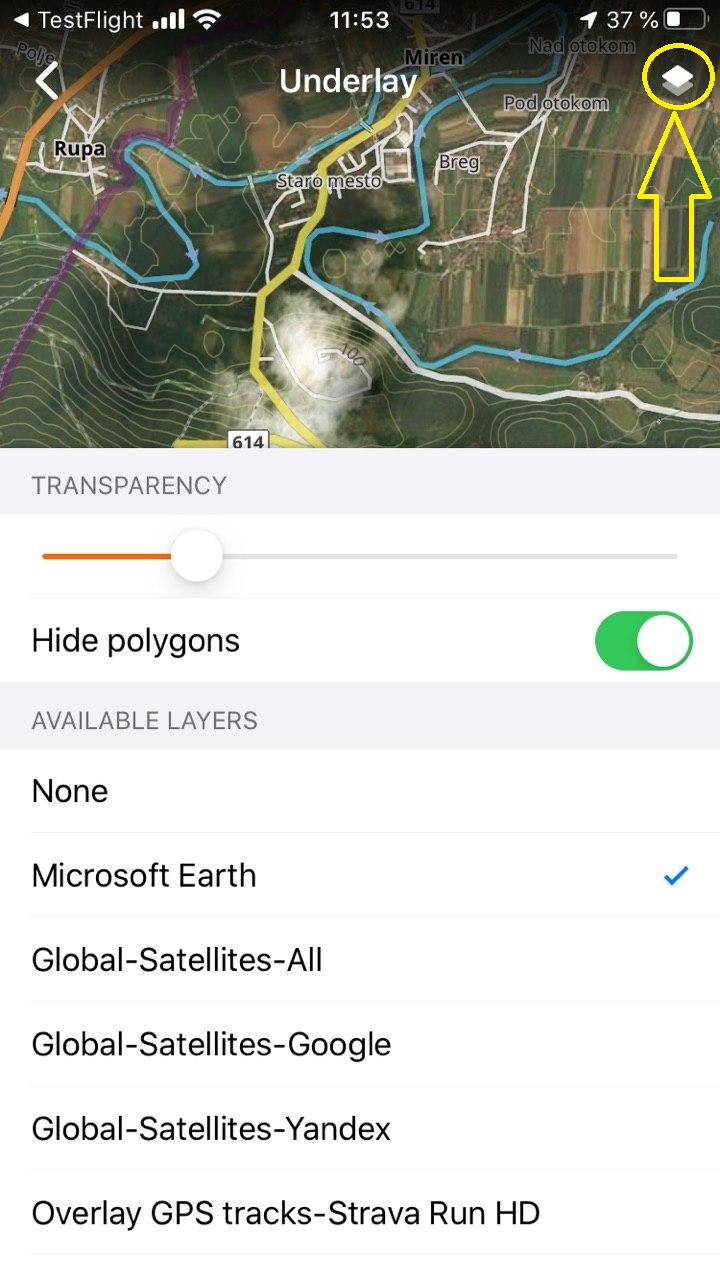 TestFlight
11:53
37 %
614
Polje
Miren
Nad otokom
Underlay
Pod otokom
Rupa
Breg
Staro mesto
100
614
TRANSPARENCY
Hide polygons
AVAILABLE LAYERS
None
Microsoft Earth
Global-Satellites-All
Global-Satellites-Google
Global-Satellites-Yandex
Overlay GPS tracks-Strava Run HD